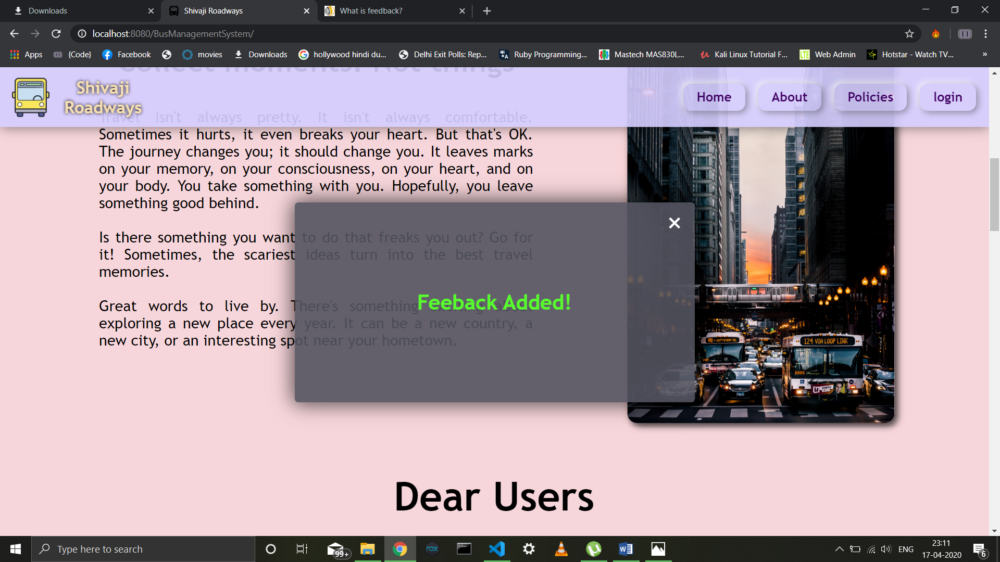 Downloads
Shivaji Roadways
What is feedback?
localhost:8080/BusManagementSystem/
Apps
{Code}
Facebook
movies
Downloads
hollywood hindi du...
Delhi Exit Polls: Rep...
Ruby Programming...
Mastech MAS830L...
Kali Linux Tutorial F...
LTE
Web Admin
Hotstar - Watch TV...
»
Collect moments. Not things
Shivaji
Roadways
Home
About
Policies
login
Travel isn't always pretty. It isn't always comfortable.
Sometimes it hurts, it even breaks your heart. But that's OK.
The journey changes you; it should change you. It leaves marks
on your memory, on your consciousness, on your heart, and on
your body. You take something with you. Hopefully, you leave
something good behind.
Is there something you want to do that freaks you out? Go for
it! Sometimes, the scariest ideas turn into the best travel
memories.
Great words to live by. There's something
exploring a new place every year. It can be a new country, a
new city, or an interesting spot near your hometown.
Feeback Added!
124 VIA LOOP LINK
K005
Dear Users
Type here to search
99+
nox
ENG
23:11
17-04-2020
6